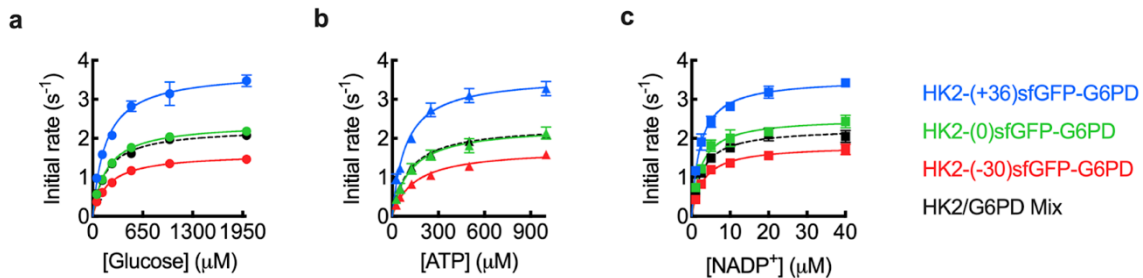 a
Initial rate (s⁻¹)
4
3
2
1
0
0 650 1300 1950
[Glucose] (μM)
b
Initial rate (s⁻¹)
4
3
2
1
0
0 300 600 900
[ATP] (μM)
c
Initial rate (s⁻¹)
4
3
2
1
0
0 10 20 30 40
[NADP⁺] (μM)
HK2-(+36)sfGFP-G6PD
HK2-(0)sfGFP-G6PD
HK2-(-30)sfGFP-G6PD
HK2/G6PD Mix